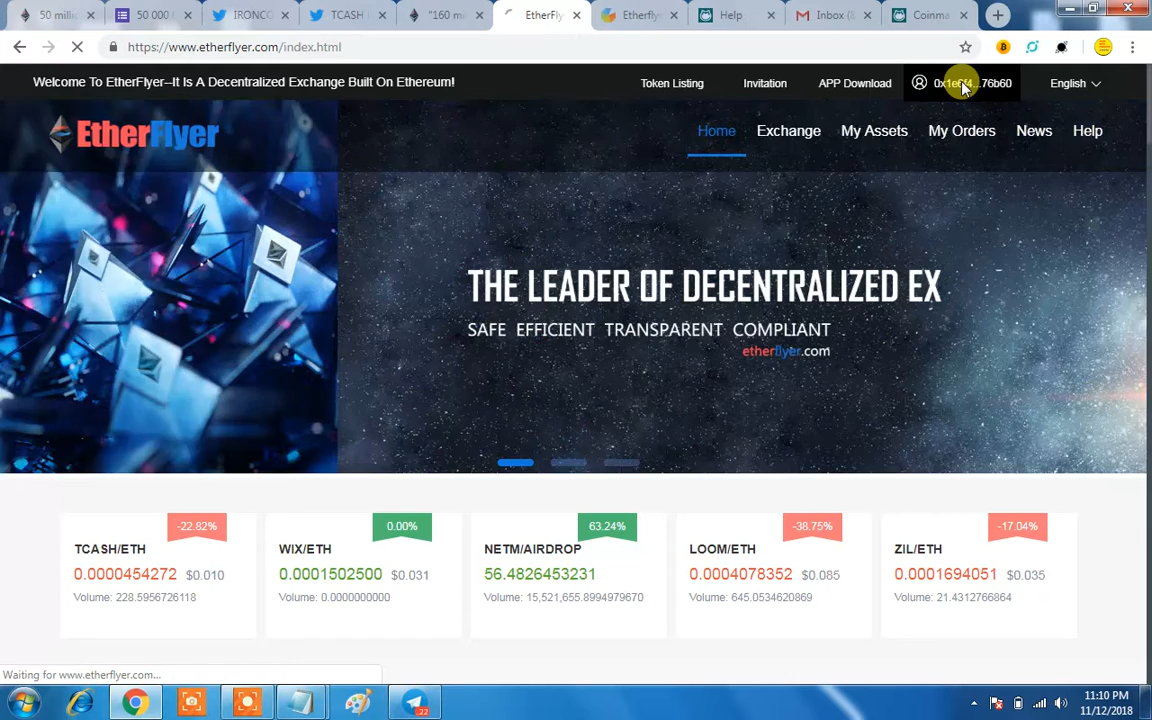 50 millic
50 000 (
IRONCO
TCASH
"160 m
EtherFly
Etherfly
Help
Inbox (
Coinma
https://www.etherflyer.com/index.html
Welcome To EtherFlyer--It Is A Decentralized Exchange Built On Ethereum!
Token Listing
Invitation
APP Download
English
EtherFlyer
Home
Exchange
My Assets
My Orders
News
Help
THE LEADER OF DECENTRALIZED EX
SAFE EFFICIENT TRANSPARENT COMPLIANT
etherflyer.com
-22.82%
0.00%
63.24%
-38.75%
-17.04%
TCASH/ETH
WIX/ETH
NETM/AIRDROP
LOOM/ETH
ZIL/ETH
0.0000454272 $0.010
0.0001502500 $0.031
56.4826453231
0.0004078352 $0.085
0.0001694051 $0.035
Volume: 228.5956726118
Volume: 0.0000000000
Volume: 15,521,655.8994979670
Volume: 645.0534620869
Volume: 21.4312766864
Waiting for www.etherflyer.com...
22
11:10 PM
11/12/2018